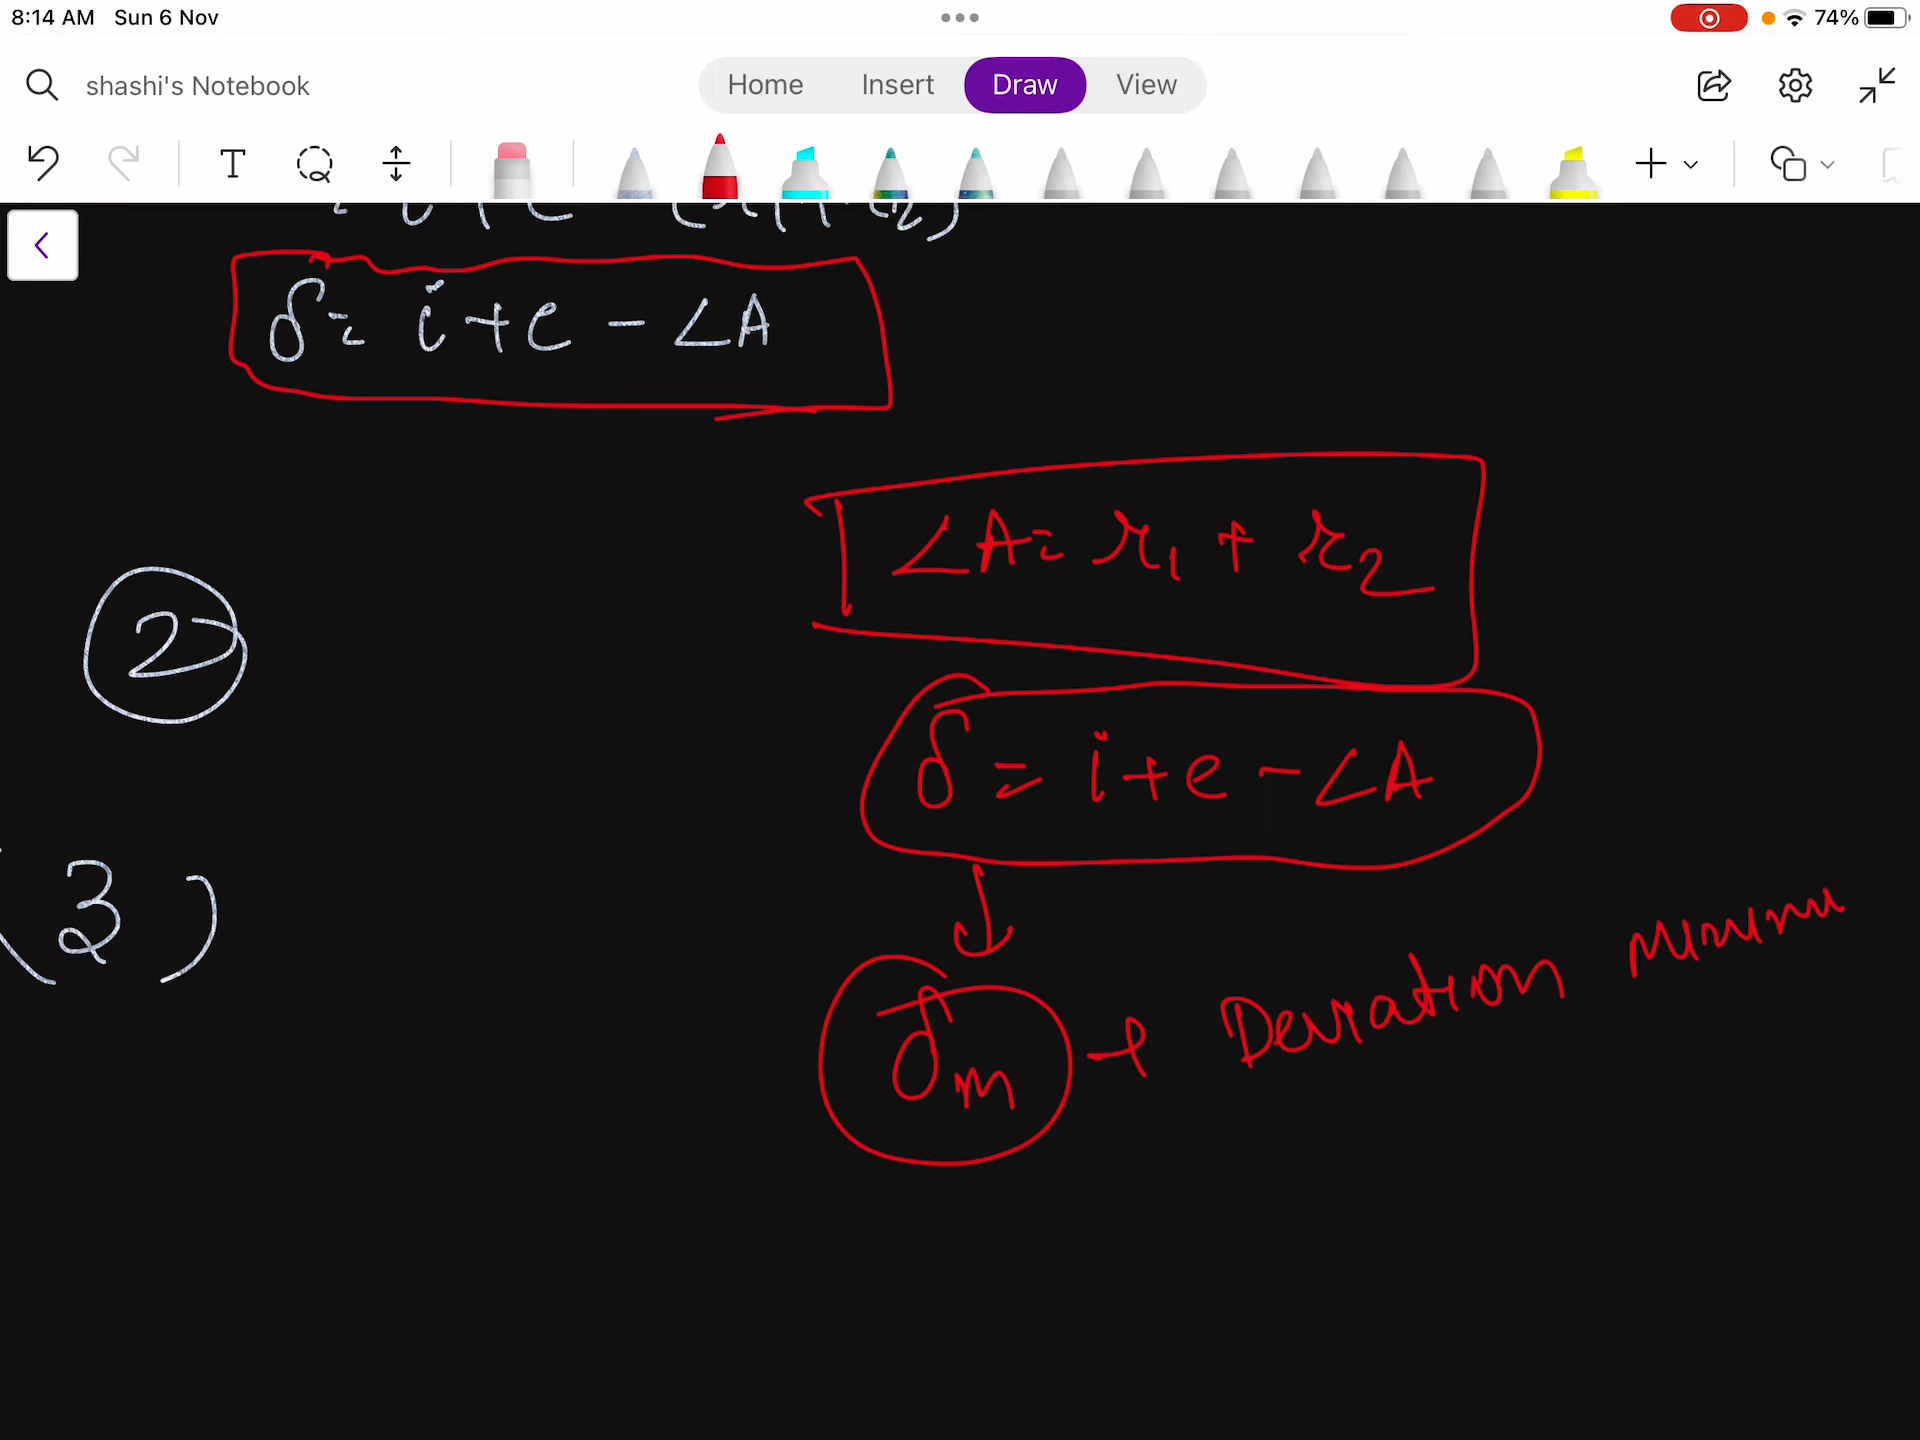 8:14 AM Sun 6 Nov
74%
shashi's Notebook
Home Insert Draw View
T
δ= i+e - ∠A
∠A= r₁ + r₂
2
δ = i+e - ∠A
(3)
δm → Deviation minimu